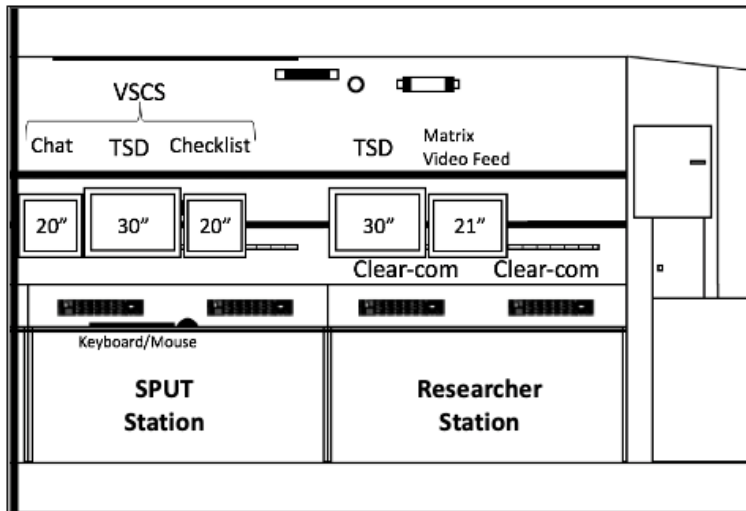 VSCS
Chat TSD Checklist
TSD
Matrix
Video Feed
20” 30” 20”
30” 21”
Clear-com Clear-com
Keyboard/Mouse
SPUT
Station
Researcher
Station